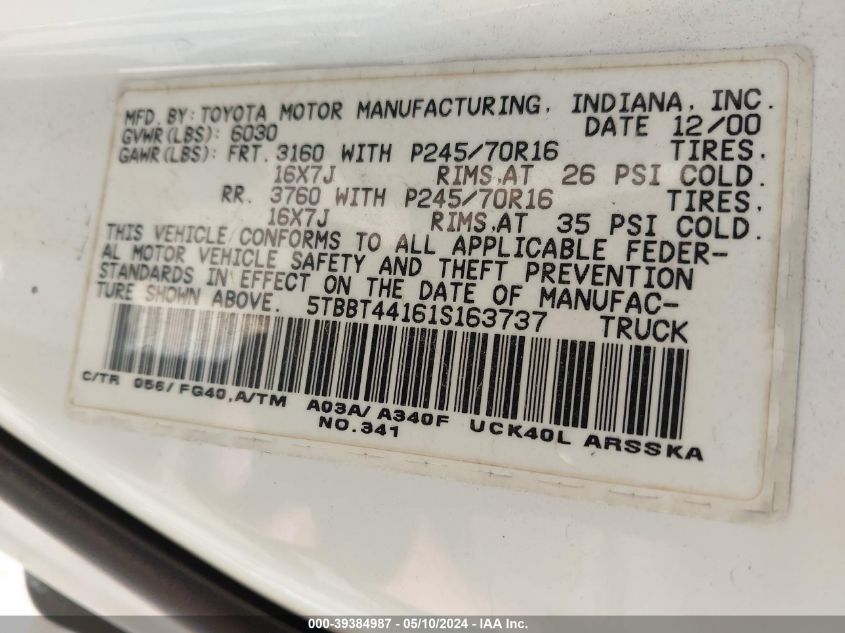 MFD. BY: TOYOTA MOTOR MANUFACTURING, INDIANA, INC.
GVWR(LBS): 6030 DATE 12/00
GAWR(LBS): FRT. 3160 WITH P245/70R16 TIRES,
16X7J RIMS,AT 26 PSI COLD.
RR. 3760 WITH P245/70R16 TIRES,
16X7J RIMS,AT 35 PSI COLD.
THIS VEHICLE CONFORMS TO ALL APPLICABLE FEDER-
AL MOTOR VEHICLE SAFETY AND THEFT PREVENTION
STANDARDS IN EFFECT ON THE DATE OF MANUFAC-
TURE SHOWN ABOVE. 5TBBT44161S163737 TRUCK
C/TR 056/FG40,A/TM A03A/A340F UCK40L ARSSKA
NO.341
000-39384987 - 05/10/2024 - IAA Inc.